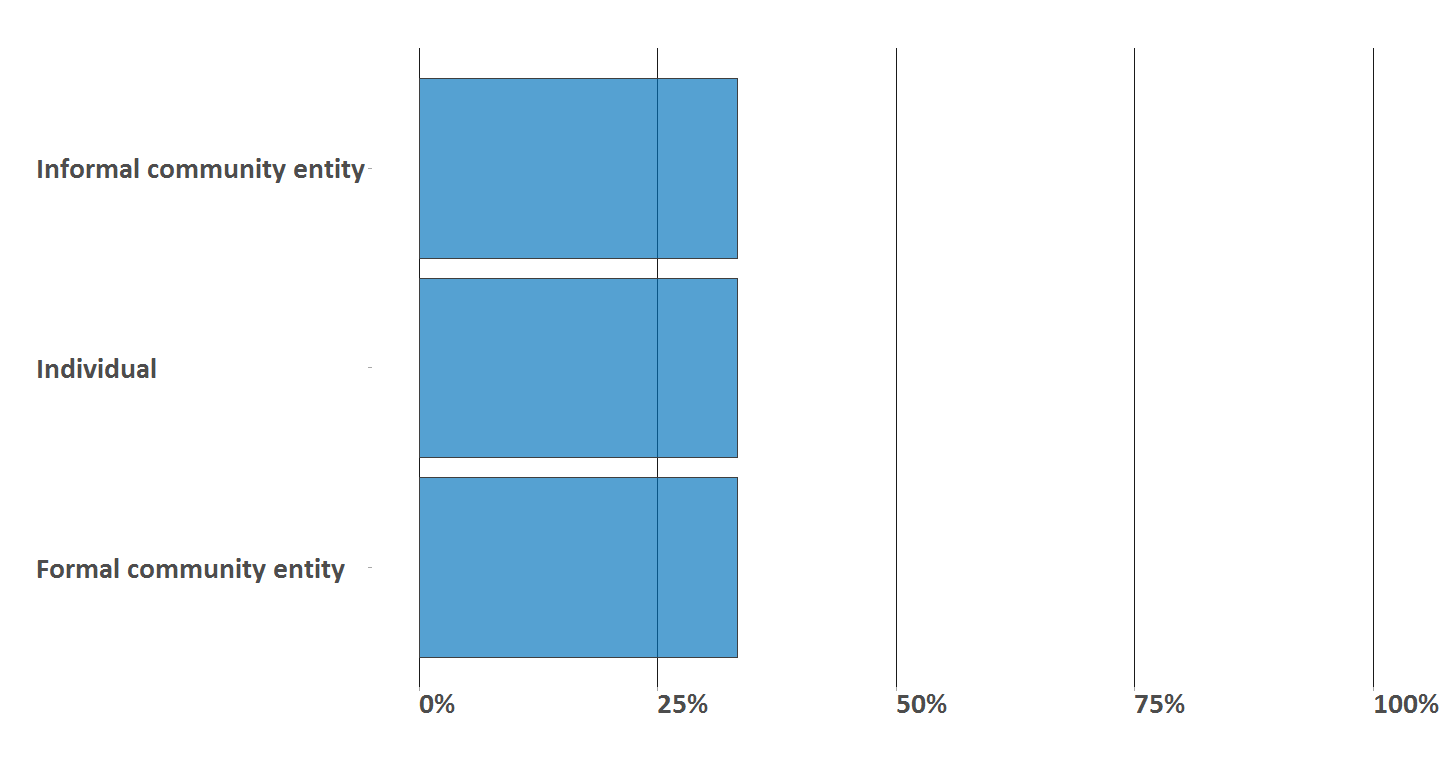 Informal community entity
Individual
Formal community entity
0% 25% 50% 75% 100%